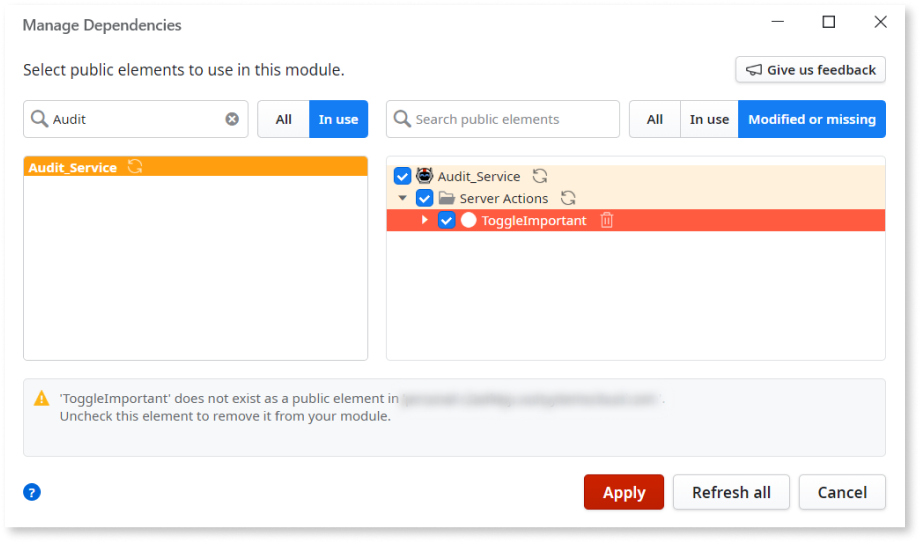 Manage Dependencies
Select public elements to use in this module.
Give us feedback
Audit
All
In use
Search public elements
All
In use
Modified or missing
Audit_Service
Audit_Service
Server Actions
ToggleImportant
'ToggleImportant' does not exist as a public element in
Uncheck this element to remove it from your module.
?
Apply
Refresh all
Cancel